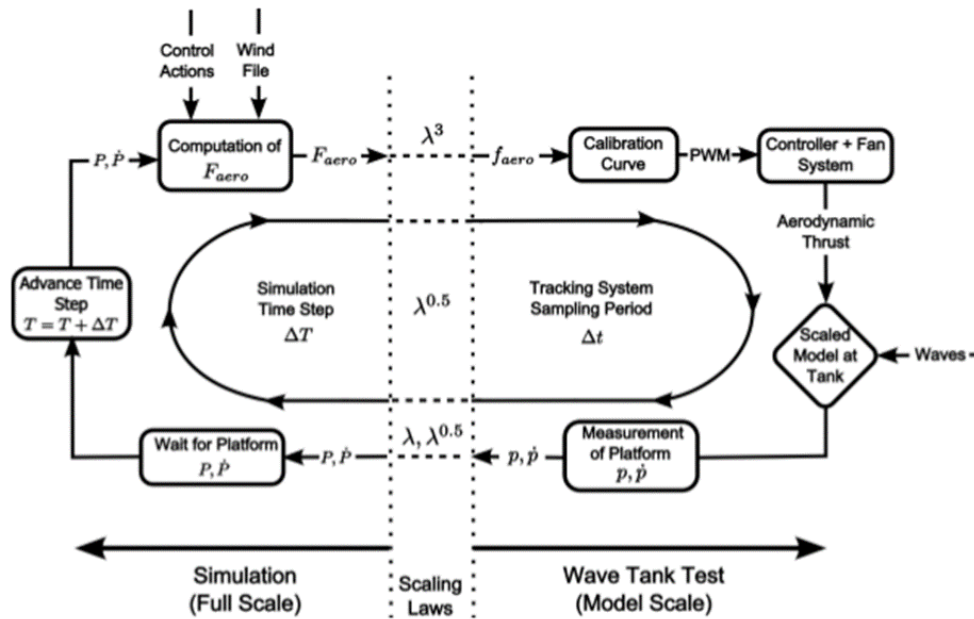 Control
Actions
Wind
File
Computation of
F_aero
F_aero
λ³
f_aero
Calibration
Curve
PWM
Controller + Fan
System
P, Ṗ
Aerodynamic
Thrust
Advance Time
Step
T = T + ΔT
Simulation
Time Step
ΔT
λ^0.5
Tracking System
Sampling Period
Δt
Scaled
Model at
Tank
Waves
Wait for Platform
P, Ṗ
P, Ṗ
λ, λ^0.5
p, ṗ
Measurement
of Platform
p, ṗ
Simulation
(Full Scale)
Scaling
Laws
Wave Tank Test
(Model Scale)